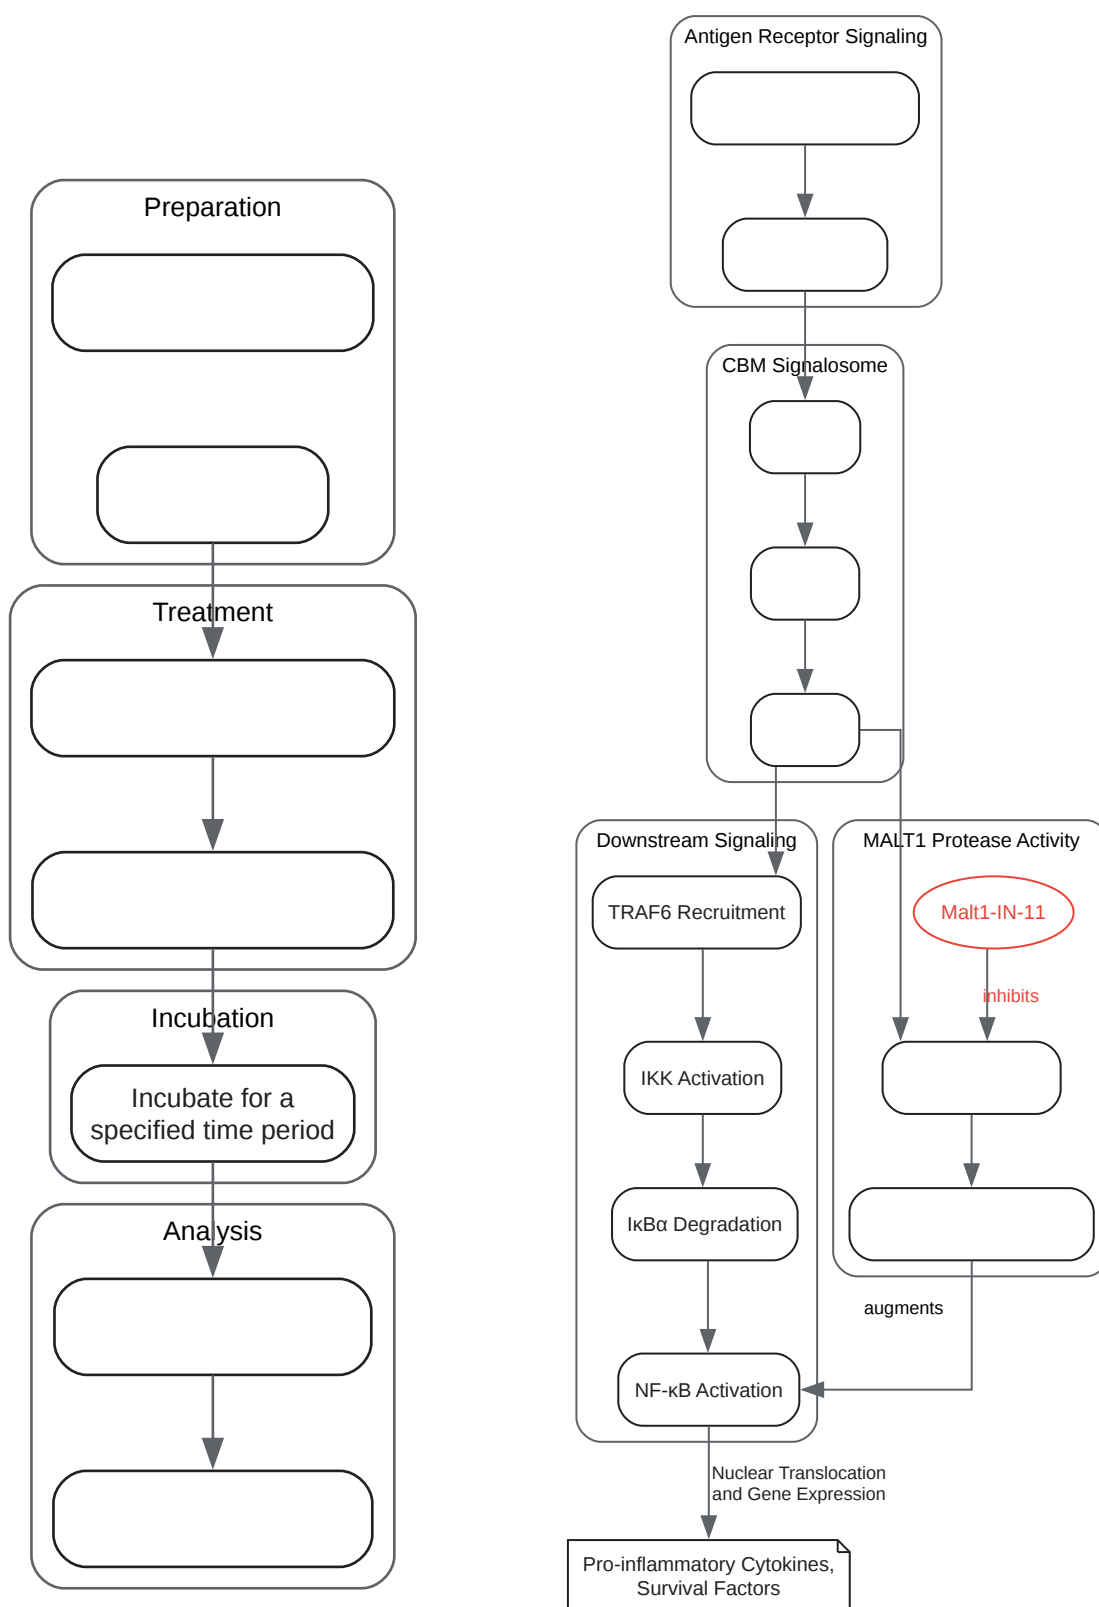 Preparation
Treatment
Incubation
Incubate for a
specified time period
Analysis
Antigen Receptor Signaling
CBM Signalosome
Downstream Signaling
TRAF6 Recruitment
IKK Activation
IκBα Degradation
NF-κB Activation
MALT1 Protease Activity
Malt1-IN-11
inhibits
augments
Nuclear Translocation
and Gene Expression
Pro-inflammatory Cytokines,
Survival Factors